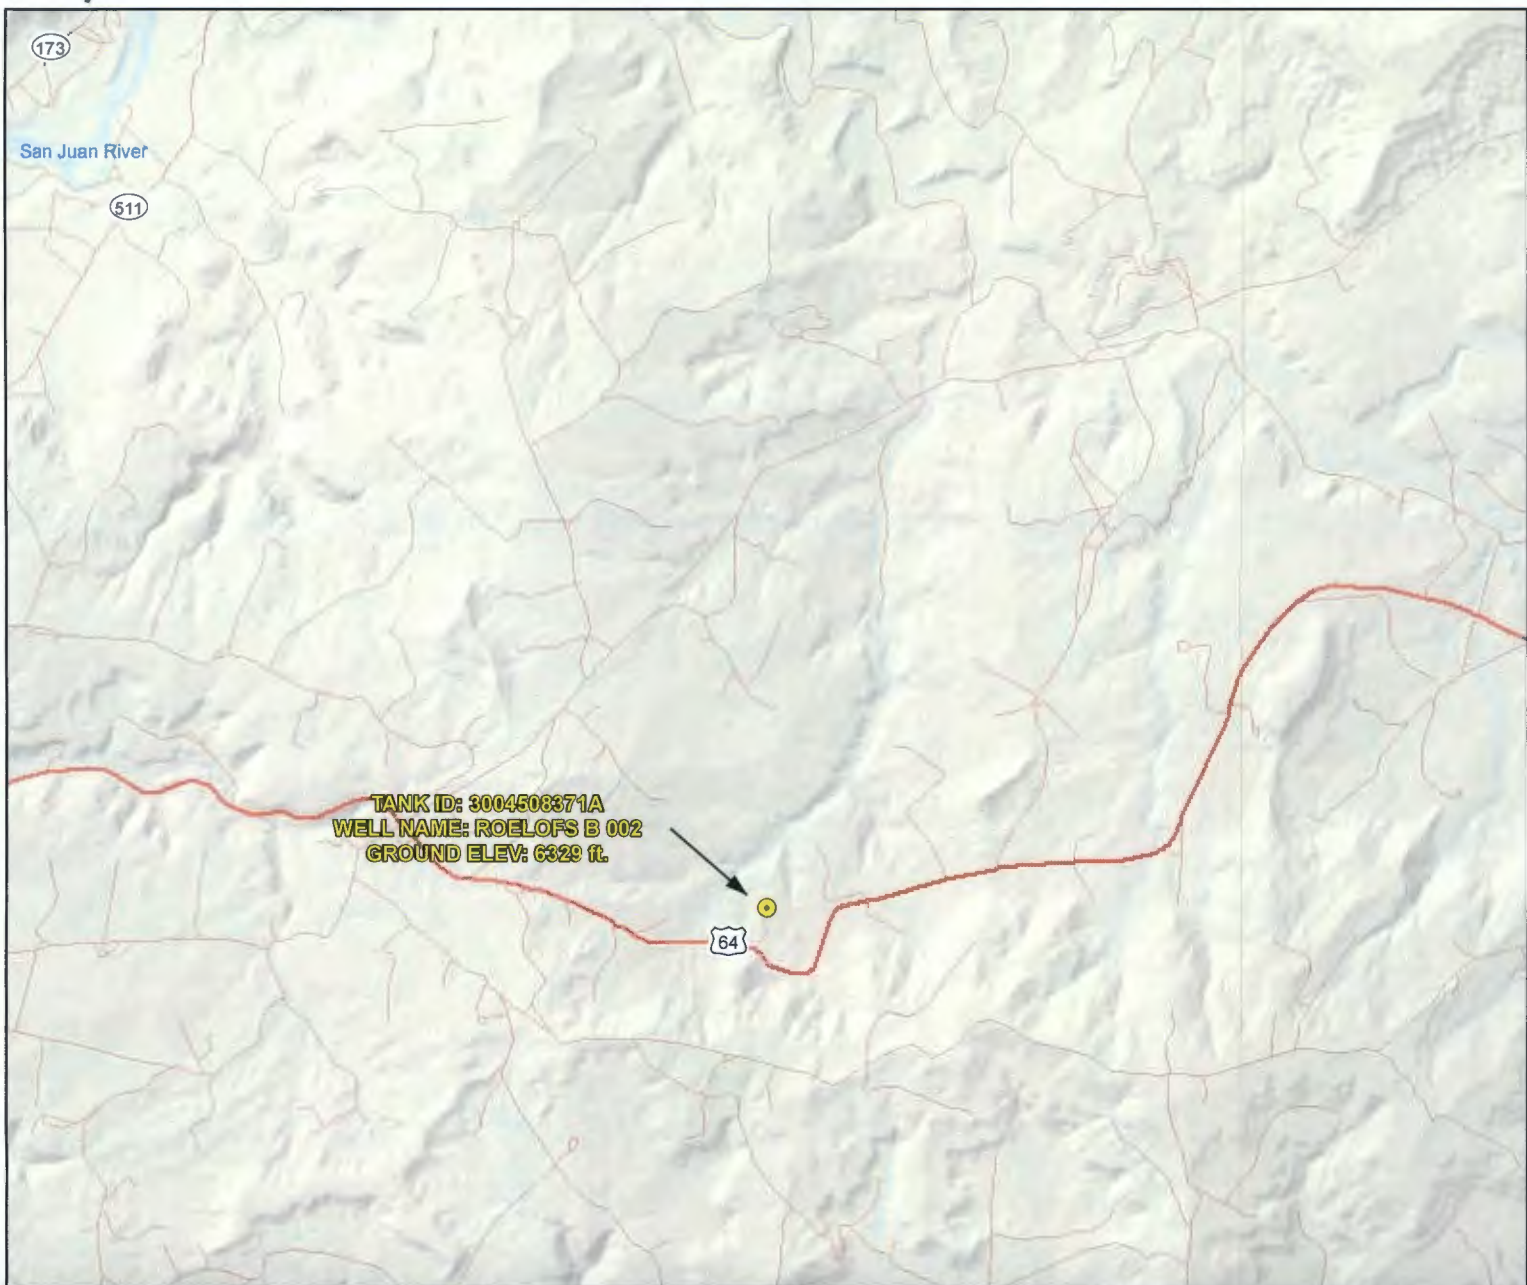 173
San Juan River
511
TANK ID: 3004508371A
WELL NAME: ROELOFS B 002
GROUND ELEV: 6329 ft.
64